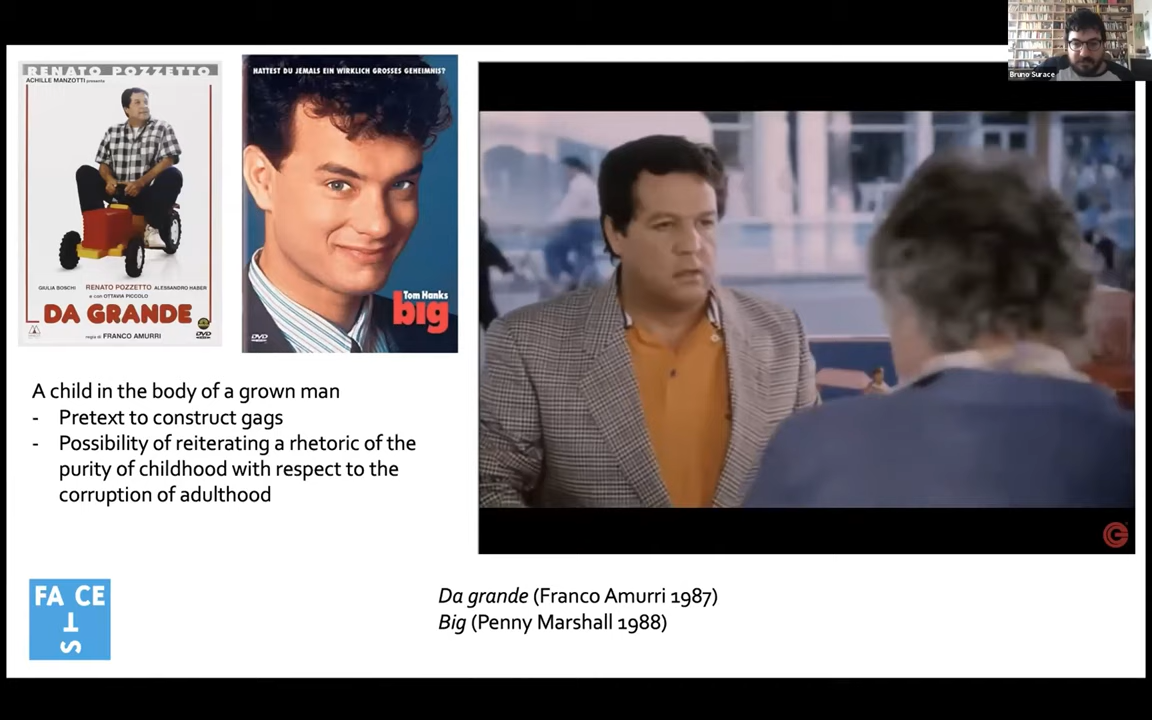 Bruno Surace
RENATO POZZETTO
ACHILLE MANZOTTI presenta
GIULIA BOSCHI RENATO POZZETTO ALESSANDRO HABER
e con OTTAVIA PICCOLO
DA GRANDE
regia di FRANCO AMURRI
DVD
HATTEST DU JEMALS EIN WIRKLICH GROSSES GEHEIMNIS?
Tom Hanks
big
DVD
A child in the body of a grown man
- Pretext to construct gags
- Possibility of reiterating a rhetoric of the
purity of childhood with respect to the
corruption of adulthood
FA CE
T
S
Da grande (Franco Amurri 1987)
Big (Penny Marshall 1988)